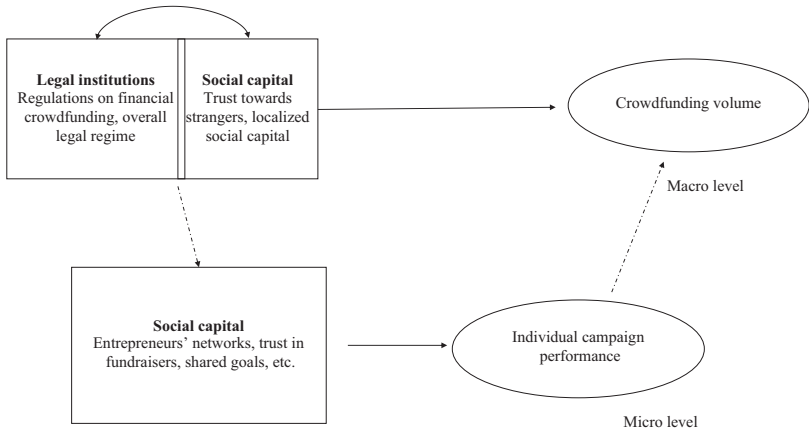 Legal institutions
Regulations on financial
crowdfunding, overall
legal regime
Social capital
Trust towards
strangers, localized
social capital
Crowdfunding volume
Macro level
Social capital
Entrepreneurs’ networks, trust in
fundraisers, shared goals, etc.
Individual campaign
performance
Micro level